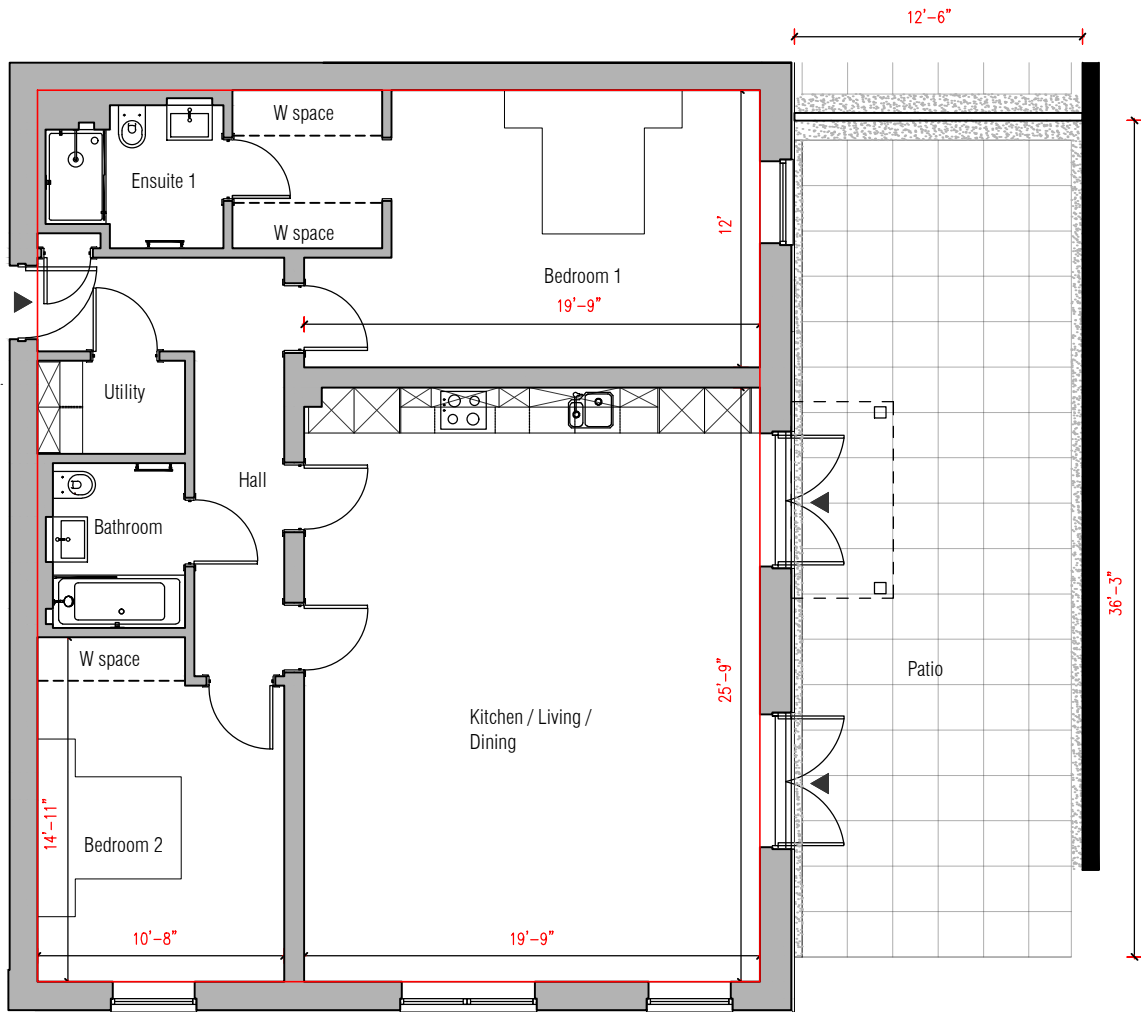 12'-6"
W space
Ensuite 1
W space
12'
Bedroom 1
19'-9"
Utility
Hall
Bathroom
36'-3"
W space
Patio
25'-9"
Kitchen / Living /
Dining
14'-11"
Bedroom 2
10'-8"
19'-9"